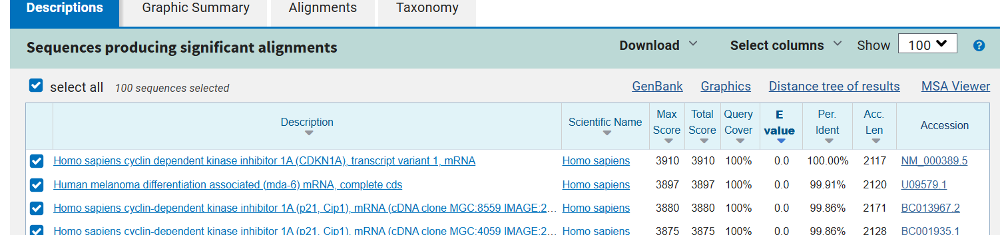 Descriptions Graphic Summary Alignments Taxonomy
Sequences producing significant alignments Download Select columns Show 100 ?
select all 100 sequences selected GenBank Graphics Distance tree of results MSA Viewer
Description Scientific Name Max Score Total Score Query Cover E value Per. Ident Acc. Len Accession
Homo sapiens cyclin dependent kinase inhibitor 1A (CDKN1A), transcript variant 1, mRNA Homo sapiens 3910 3910 100% 0.0 100.00% 2117 NM_000389.5
Human melanoma differentiation associated (mda-6) mRNA, complete cds Homo sapiens 3897 3897 100% 0.0 99.91% 2120 U09579.1
Homo sapiens cyclin-dependent kinase inhibitor 1A (p21, Cip1), mRNA (cDNA clone MGC:8559 IMAGE:2... Homo sapiens 3880 3880 100% 0.0 99.86% 2171 BC013967.2
Homo sapiens cyclin-dependent kinase inhibitor 1A (p21, Cip1), mRNA (cDNA clone MGC:4059 IMAGE:2... Homo sapiens 3875 3875 100% 0.0 99.86% 2128 BC001935.1